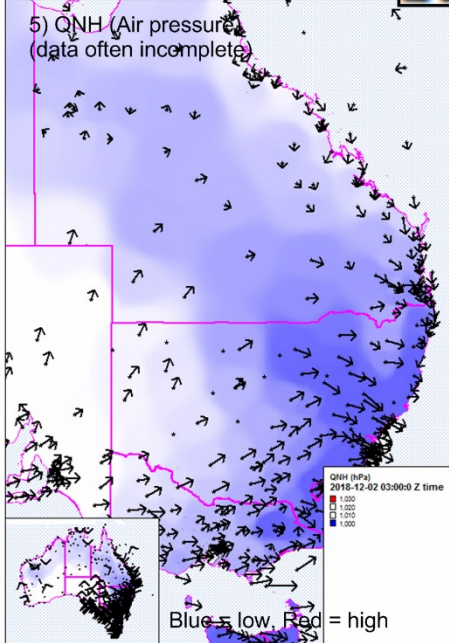 5) QNH (Air pressure)
(data often incomplete)
QNH (hPa)
2018-12-02 03:00:0 Z time
1,030
1,020
1,010
1,000
Blue = low, Red = high